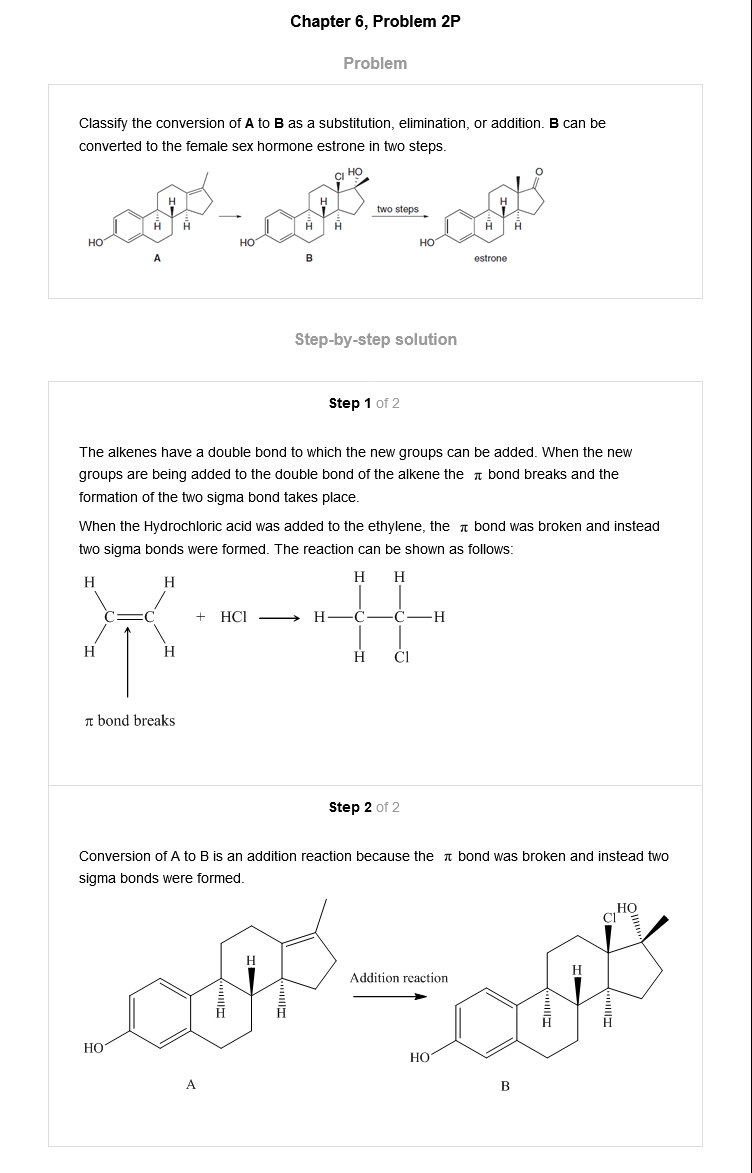 Chapter 6, Problem 2P
Problem
Classify the conversion of A to B as a substitution, elimination, or addition. B can be
converted to the female sex hormone estrone in two steps.
HO
H
H
H
A
HO
H
H
H
Cl
HO
B
two steps
HO
H
H
H
O
estrone
Step-by-step solution
Step 1 of 2
The alkenes have a double bond to which the new groups can be added. When the new
groups are being added to the double bond of the alkene the π bond breaks and the
formation of the two sigma bond takes place.
When the Hydrochloric acid was added to the ethylene, the π bond was broken and instead
two sigma bonds were formed. The reaction can be shown as follows:
H H H H
C=C + HCl H—C—C—H
H H H Cl
π bond breaks
Step 2 of 2
Conversion of A to B is an addition reaction because the π bond was broken and instead two
sigma bonds were formed.
HO
H
H
H
A
Addition reaction
HO
H
H
H
Cl
HO
B